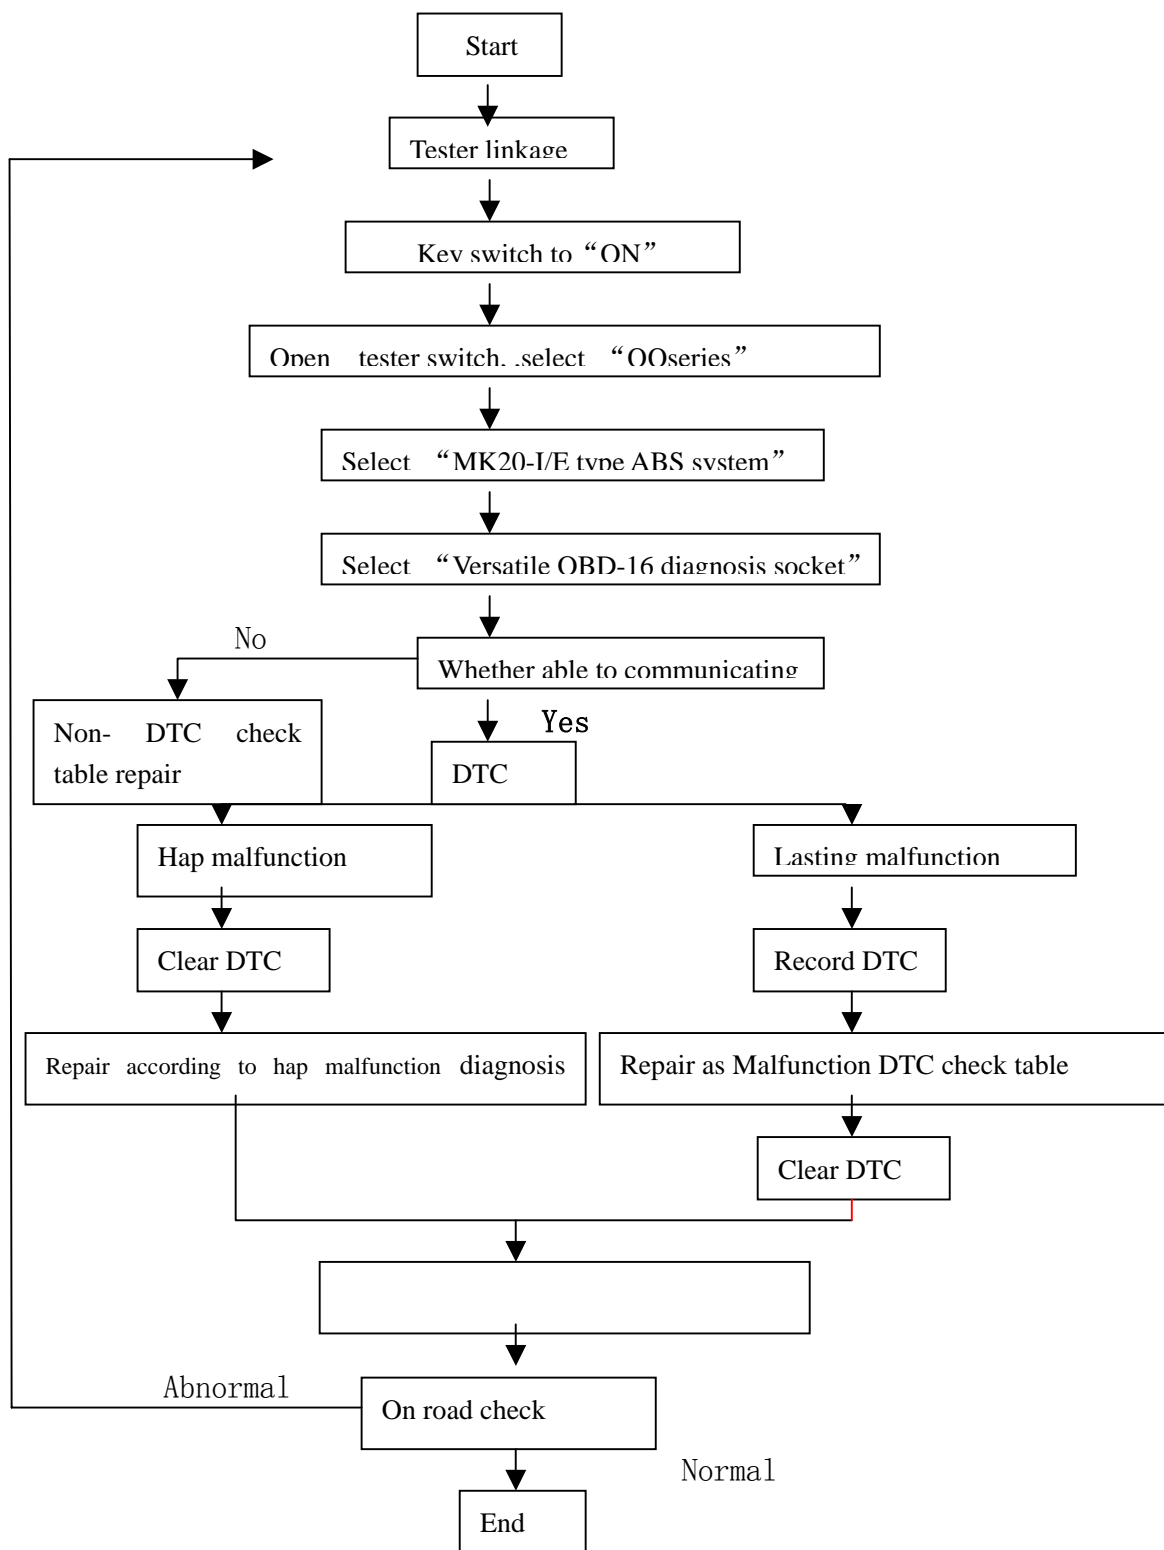 Start
Tester linkage
Key switch to “ON”
Open tester switch, ,select “QQseries”
Select “MK20-I/E type ABS system”
Select “Versatile OBD-16 diagnosis socket”
No
Whether able to communicating
Yes
Non- DTC check
table repair
DTC
Hap malfunction
Lasting malfunction
Clear DTC
Record DTC
Repair according to hap malfunction diagnosis
Repair as Malfunction DTC check table
Clear DTC
Abnormal
On road check
Normal
End